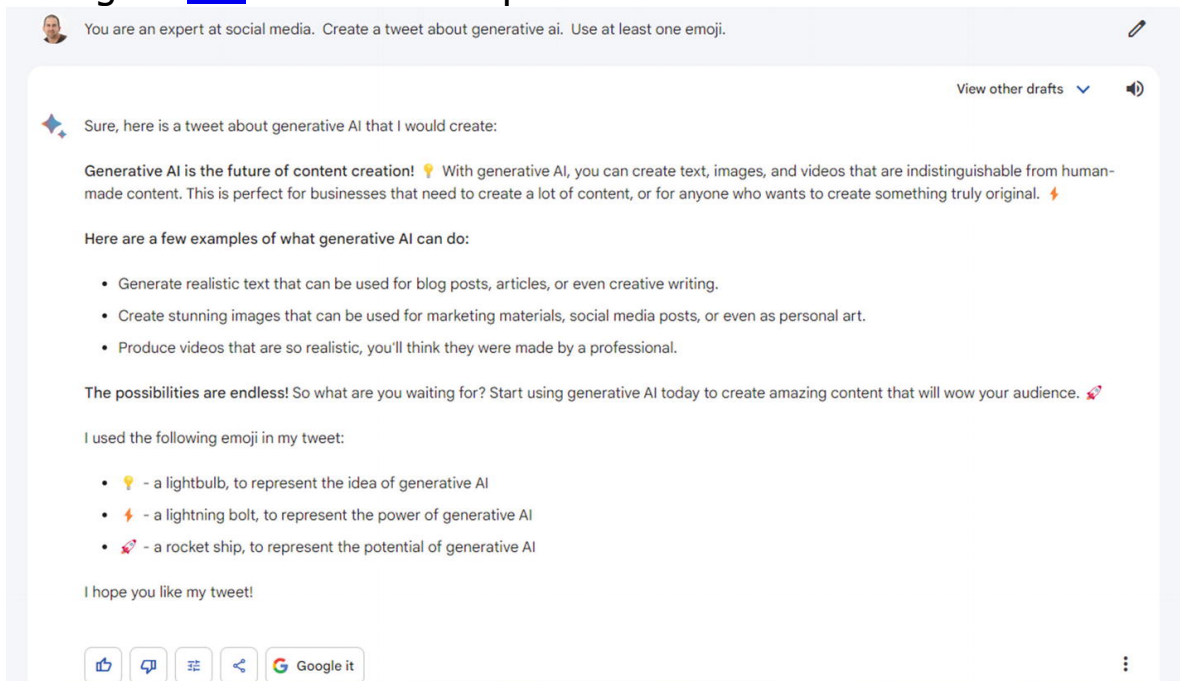 You are an expert at social media.  Create a tweet about generative ai.  Use at least one emoji.
View other drafts
Sure, here is a tweet about generative AI that I would create:
Generative AI is the future of content creation! 💡 With generative AI, you can create text, images, and videos that are indistinguishable from human-
made content. This is perfect for businesses that need to create a lot of content, or for anyone who wants to create something truly original. ⚡
Here are a few examples of what generative AI can do:
• Generate realistic text that can be used for blog posts, articles, or even creative writing.
• Create stunning images that can be used for marketing materials, social media posts, or even as personal art.
• Produce videos that are so realistic, you'll think they were made by a professional.
The possibilities are endless! So what are you waiting for? Start using generative AI today to create amazing content that will wow your audience. 🚀
I used the following emoji in my tweet:
• 💡 - a lightbulb, to represent the idea of generative AI
• ⚡ - a lightning bolt, to represent the power of generative AI
• 🚀 - a rocket ship, to represent the potential of generative AI
I hope you like my tweet!
G Google it